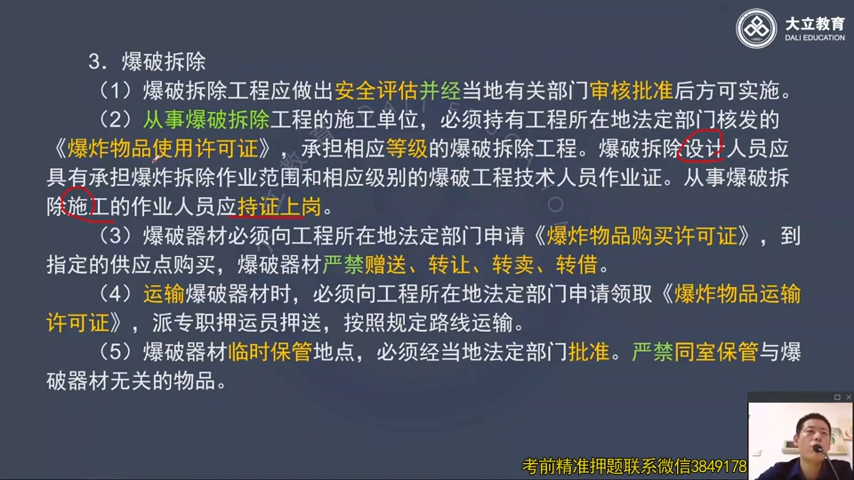 大立教育
DALI EDUCATION
3．爆破拆除
（1）爆破拆除工程应做出安全评估并经当地有关部门审核批准后方可实施。
（2）从事爆破拆除工程的施工单位，必须持有工程所在地法定部门核发的
《爆炸物品使用许可证》，承担相应等级的爆破拆除工程。爆破拆除设计人员应
具有承担爆炸拆除作业范围和相应级别的爆破工程技术人员作业证。从事爆破拆
除施工的作业人员应持证上岗。
（3）爆破器材必须向工程所在地法定部门申请《爆炸物品购买许可证》，到
指定的供应点购买，爆破器材严禁赠送、转让、转卖、转借。
（4）运输爆破器材时，必须向工程所在地法定部门申请领取《爆炸物品运输
许可证》，派专职押运员押送，按照规定路线运输。
（5）爆破器材临时保管地点，必须经当地法定部门批准。严禁同室保管与爆
破器材无关的物品。
考前精准押题联系微信3849178